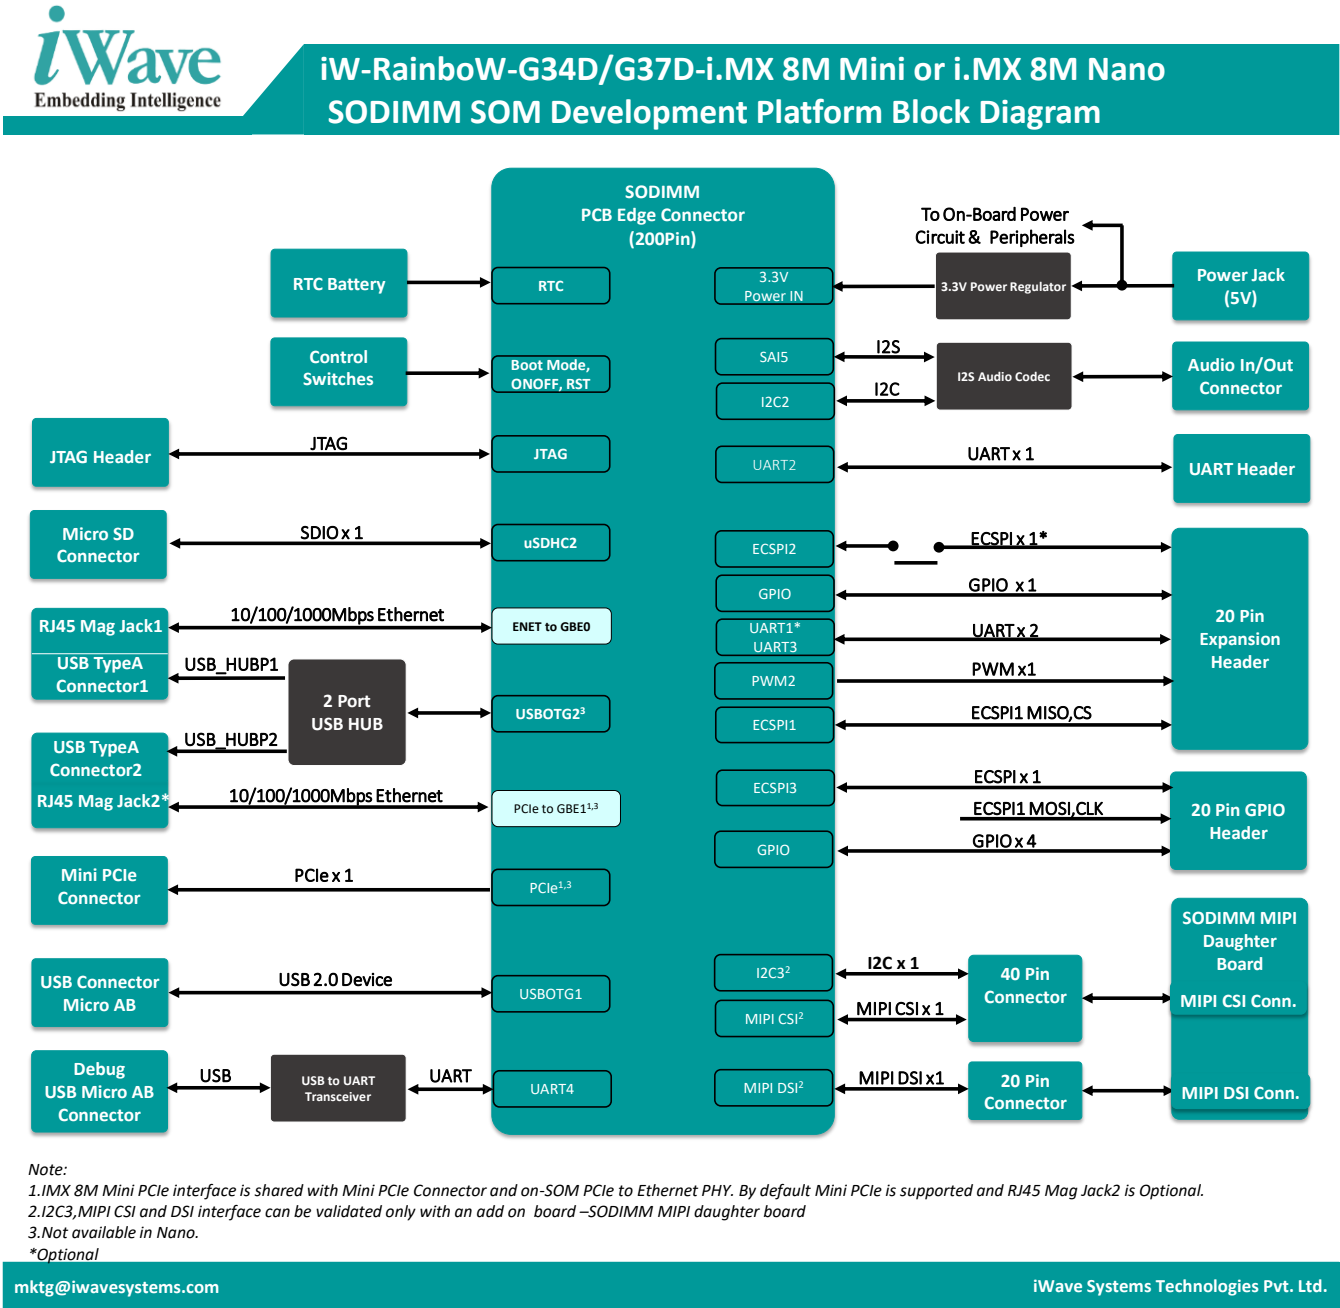 iWave
Embedding Intelligence
iW-RainboW-G34D/G37D-i.MX 8M Mini or i.MX 8M Nano
SODIMM SOM Development Platform Block Diagram
SODIMM
PCB Edge Connector
(200Pin)
RTC Battery
RTC
Control
Switches
Boot Mode,
ONOFF, RST
JTAG Header
JTAG
JTAG
Micro SD
Connector
SDIO x 1
uSDHC2
RJ45 Mag Jack1
10/100/1000Mbps Ethernet
ENET to GBE0
USB TypeA
Connector1
USB_HUBP1
2 Port
USB HUB
USBOTG2³
USB TypeA
Connector2
USB_HUBP2
RJ45 Mag Jack2*
10/100/1000Mbps Ethernet
PCIe to GBE1¹,³
Mini PCIe
Connector
PCIe x 1
PCIe¹,³
USB Connector
Micro AB
USB 2.0 Device
USBOTG1
Debug
USB Micro AB
Connector
USB
USB to UART
Transceiver
UART
UART4
3.3V
Power IN
3.3V Power Regulator
To On-Board Power
Circuit & Peripherals
Power Jack
(5V)
SAI5
I2S
I2C2
I2C
I2S Audio Codec
Audio In/Out
Connector
UART2
UART x 1
UART Header
ECSPI2
ECSPI x 1*
GPIO
GPIO x 1
UART1*
UART3
UART x 2
PWM2
PWM x1
ECSPI1
ECSPI1 MISO,CS
20 Pin
Expansion
Header
ECSPI3
ECSPI x 1
ECSPI1 MOSI,CLK
GPIO
GPIO x 4
20 Pin GPIO
Header
I2C3²
I2C x 1
MIPI CSI²
MIPI CSI x 1
40 Pin
Connector
SODIMM MIPI
Daughter
Board
MIPI CSI Conn.
MIPI DSI²
MIPI DSI x1
20 Pin
Connector
MIPI DSI Conn.
Note:
1.IMX 8M Mini PCIe interface is shared with Mini PCIe Connector and on-SOM PCIe to Ethernet PHY. By default Mini PCIe is supported and RJ45 Mag Jack2 is Optional.
2.I2C3,MIPI CSI and DSI interface can be validated only with an add on board –SODIMM MIPI daughter board
3.Not available in Nano.
*Optional
mktg@iwavesystems.com
iWave Systems Technologies Pvt. Ltd.